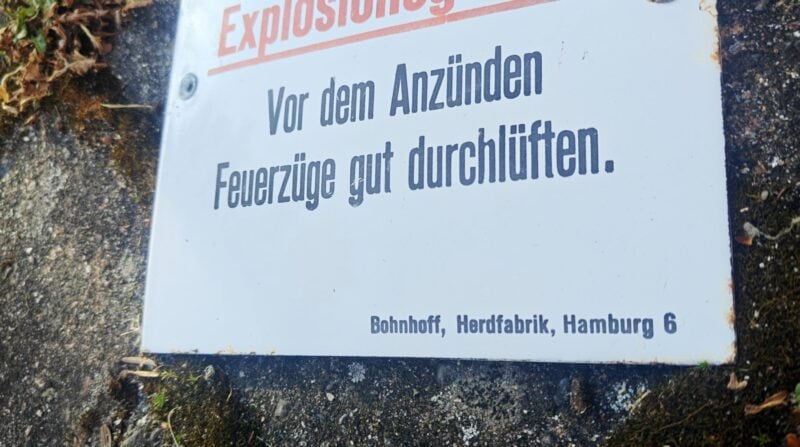 Vor dem Anzünden
Feuerzüge gut durchlüften.
Bohnhoff, Herdfabrik, Hamburg 6